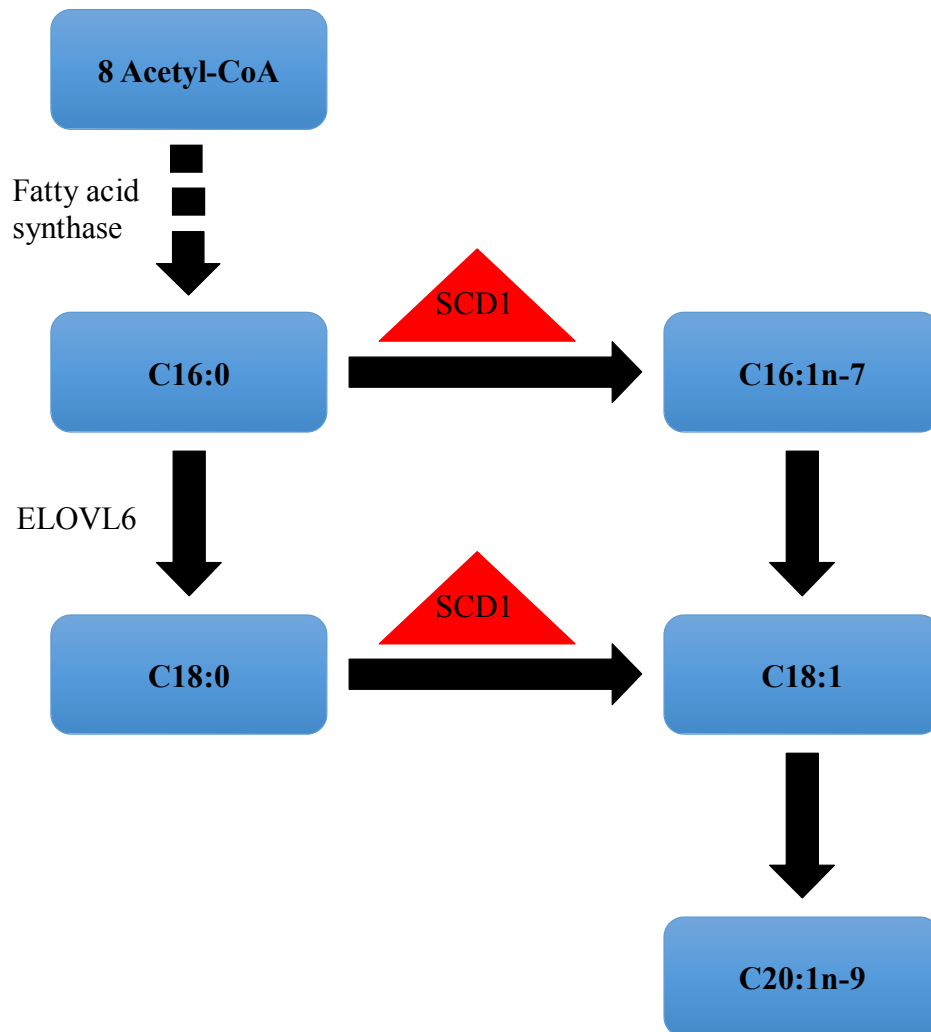 8 Acetyl-CoA
Fatty acid
synthase
SCD1
C16:0
C16:1n-7
ELOVL6
SCD1
C18:0
C18:1
C20:1n-9